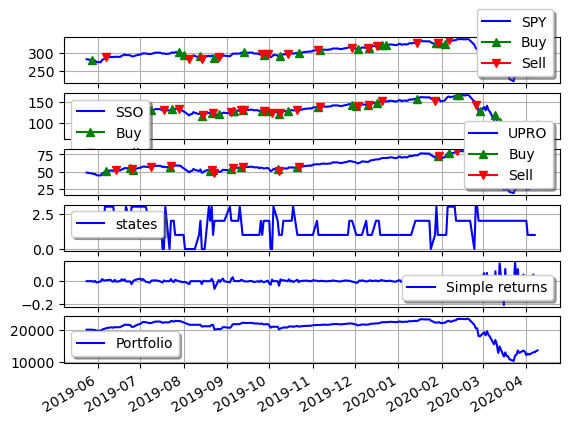 SPY
Buy
Sell
300
250
SSO
Buy
150
100
UPRO
Buy
Sell
75
50
25
states
2.5
0.0
Simple returns
0.0
−0.2
Portfolio
20000
10000
2019-06
2019-07
2019-08
2019-09
2019-10
2019-11
2019-12
2020-01
2020-02
2020-03
2020-04